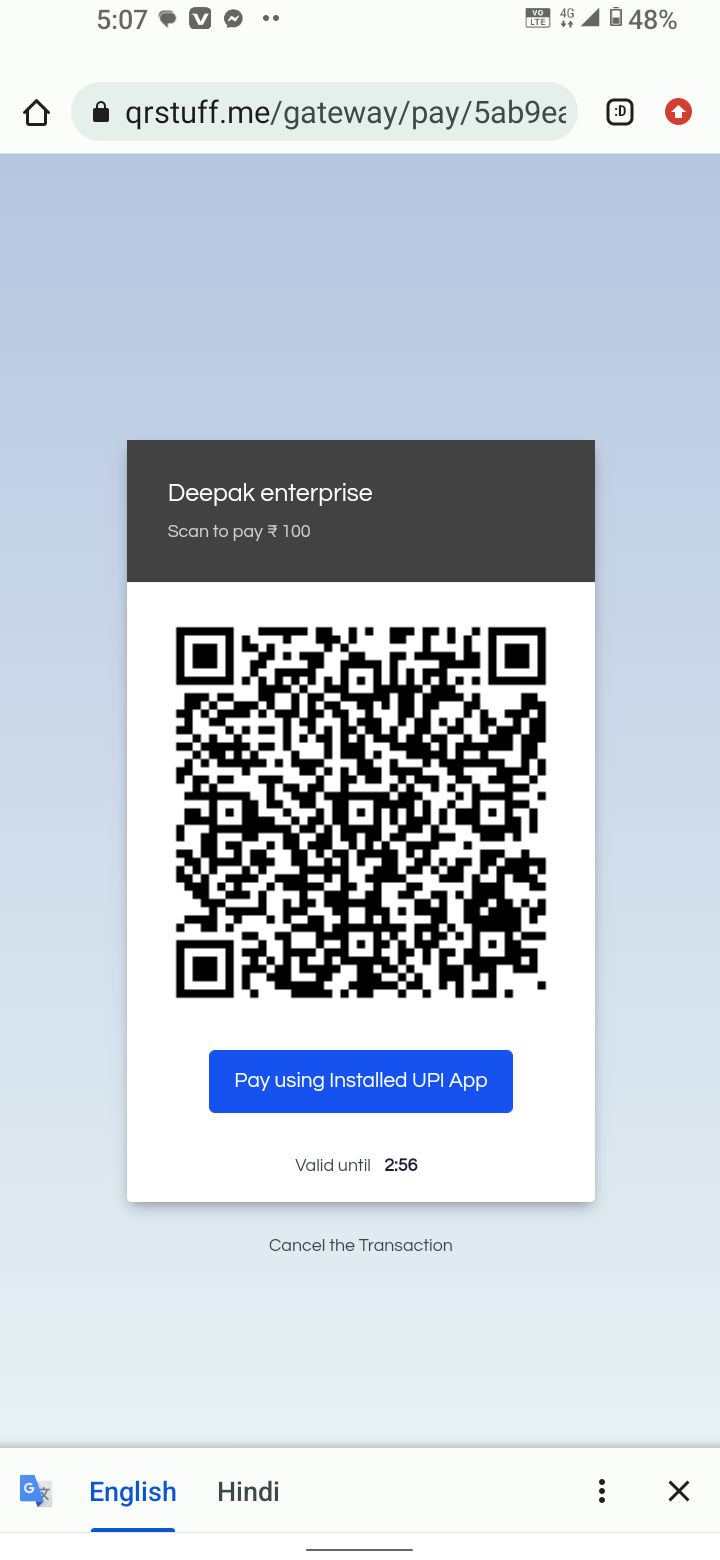 5:07
VO LTE 4G 48%
qrstuff.me/gateway/pay/5ab9ea
:D
Deepak enterprise
Scan to pay ₹ 100
Pay using Installed UPI App
Valid until 2:56
Cancel the Transaction
English Hindi